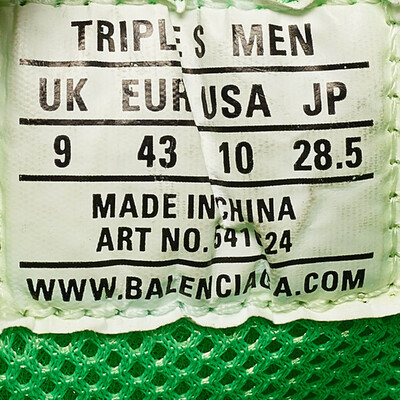 TRIPLE S MEN
UK EUR USA JP
9 43 10 28.5
MADE IN CHINA
ART NO.
WWW.BALENCIAGA.COM